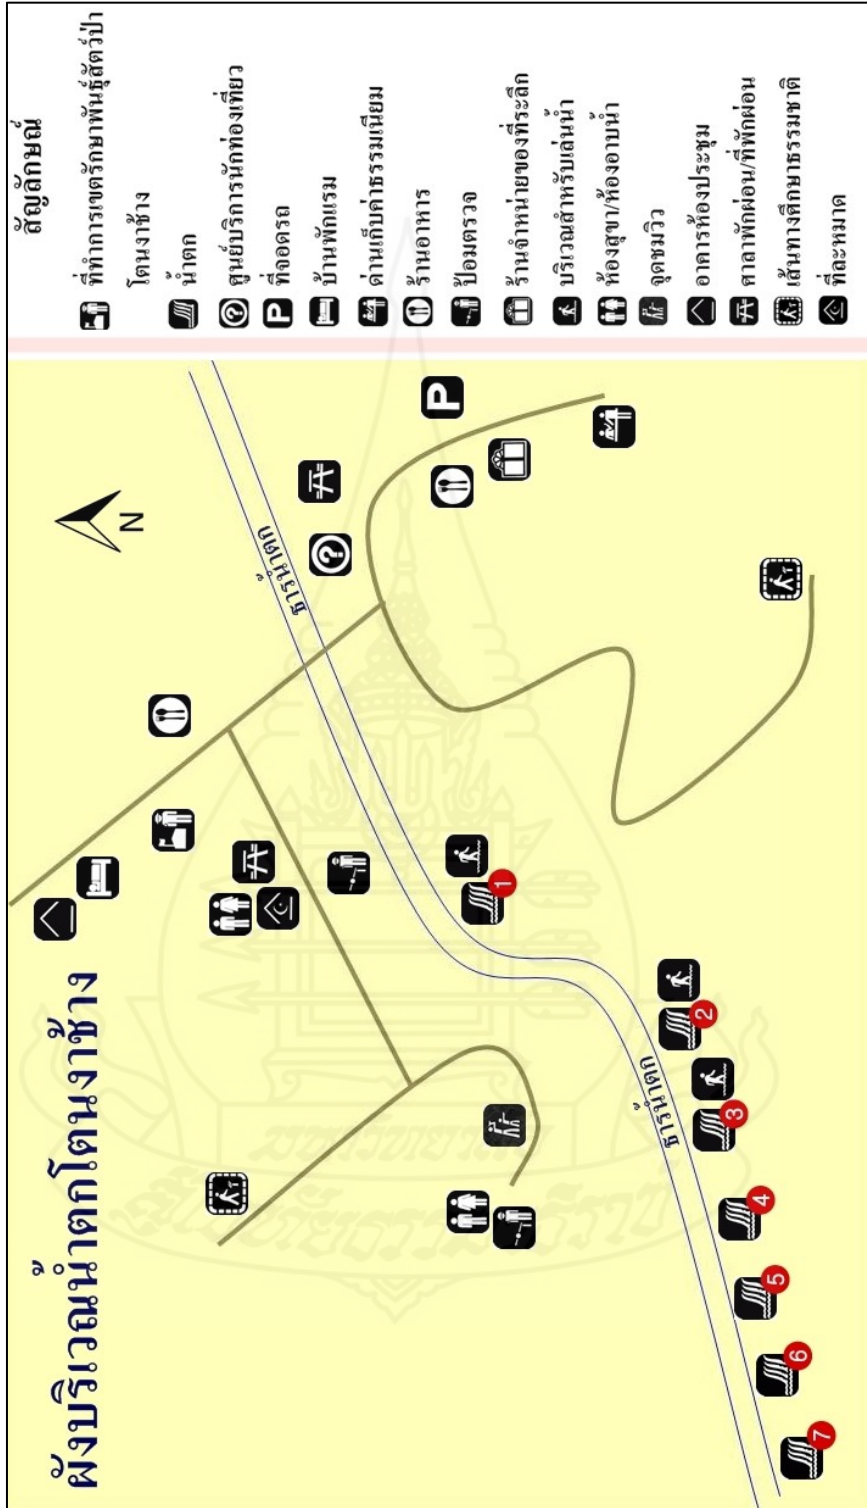 ผังบริเวณน้ำตกโตนงาช้าง
N
ธารน้ำตก
ธารน้ำตก
P
?
1
2
3
4
5
6
7
สัญลักษณ์
ที่ทำการเขตรักษาพันธุ์สัตว์ป่า
โตนงาช้าง
น้ำตก
ศูนย์บริการนักท่องเที่ยว
ที่จอดรถ
บ้านพักแรม
ด่านเก็บค่าธรรมเนียม
ร้านอาหาร
ป้อมตรวจ
ร้านจำหน่ายของที่ระลึก
บริเวณสำหรับเล่นน้ำ
ห้องสุขา/ห้องอาบน้ำ
จุดชมวิว
อาคารห้องประชุม
ศาลาพักผ่อน/ที่พักผ่อน
เส้นทางศึกษาธรรมชาติ
ที่ละหมาด